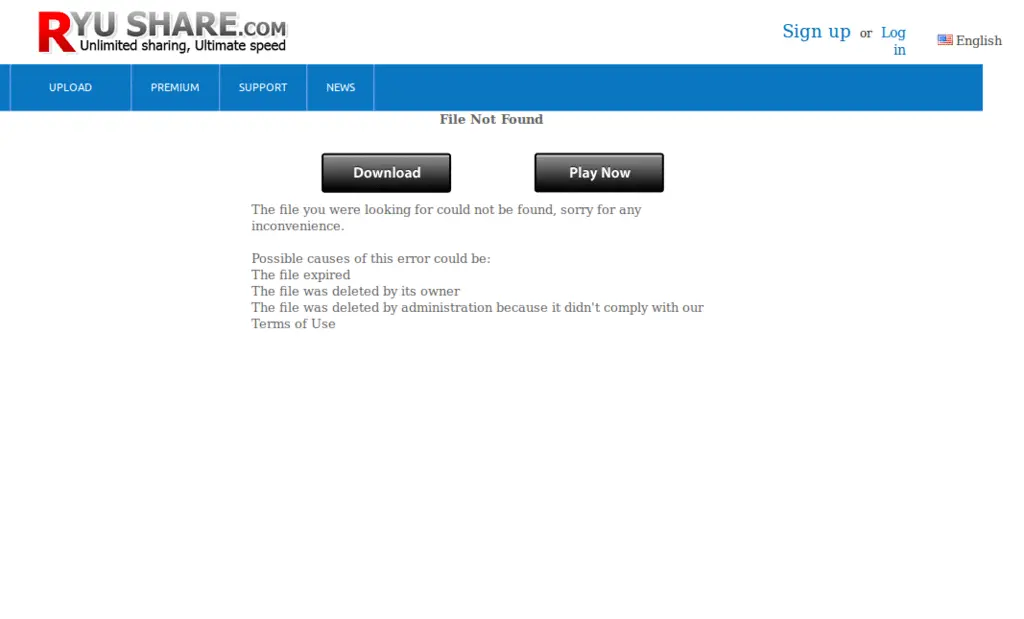 RYU SHARE.COM
Unlimited sharing, Ultimate speed
Sign up or Log in
English
UPLOAD PREMIUM SUPPORT NEWS
File Not Found
Download Play Now
The file you were looking for could not be found, sorry for any
inconvenience.
Possible causes of this error could be:
The file expired
The file was deleted by its owner
The file was deleted by administration because it didn't comply with our
Terms of Use